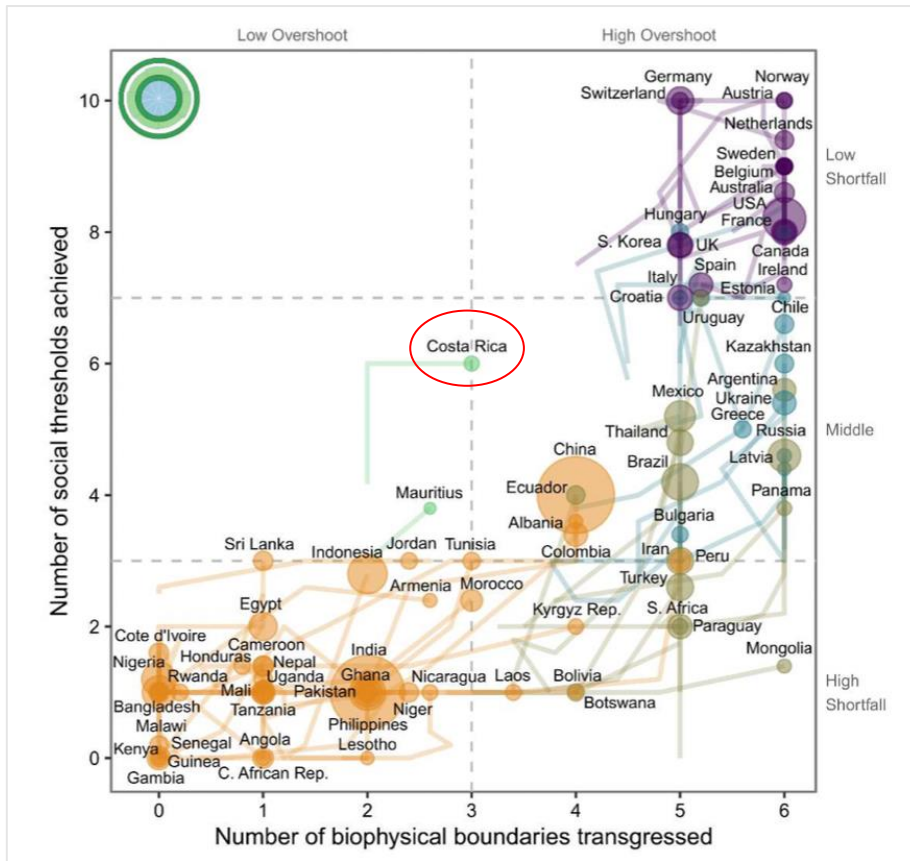 Low Overshoot
High Overshoot
Germany
Norway
Switzerland
Austria
10
Netherlands
Sweden
Low
Belgium
Shortfall
Australia
USA
Hungary
France
8
S. Korea
UK
Canada
Spain
Ireland
Italy
Estonia
Croatia
Chile
Uruguay
Costa Rica
Kazakhstan
6
Mexico
Argentina
Ukraine
Greece
Thailand
Russia
Middle
China
Brazil
Latvia
Ecuador
Panama
Mauritius
4
Albania
Bulgaria
Sri Lanka
Indonesia
Jordan
Tunisia
Colombia
Iran
Peru
Armenia
Morocco
Turkey
Egypt
Kyrgyz Rep.
S. Africa
2
Paraguay
Cote d'Ivoire
Cameroon
India
Mongolia
Nigeria
Honduras
Nepal
Ghana
Rwanda
Uganda
Nicaragua
Laos
Bolivia
High
Mali
Pakistan
Shortfall
Bangladesh
Tanzania
Niger
Botswana
Malawi
Philippines
Senegal
Angola
Lesotho
Kenya
0
Guinea
Gambia
C. African Rep.
0 1 2 3 4 5 6
Number of biophysical boundaries transgressed
Number of social thresholds achieved